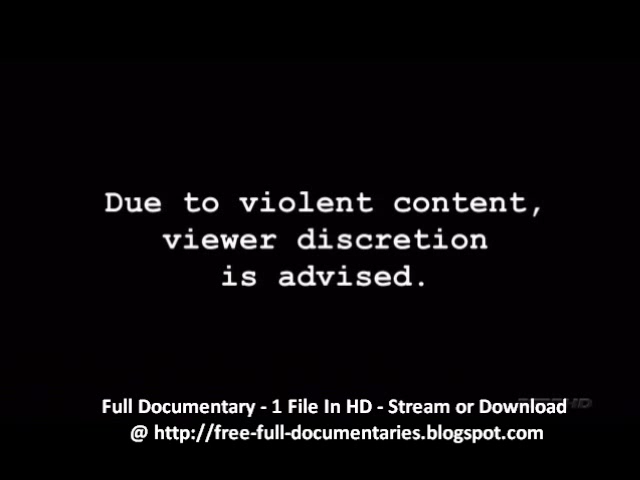 Due to violent content,
viewer discretion
is advised.
Full Documentary - 1 File In HD - Stream or Download
@ http://free-full-documentaries.blogspot.com